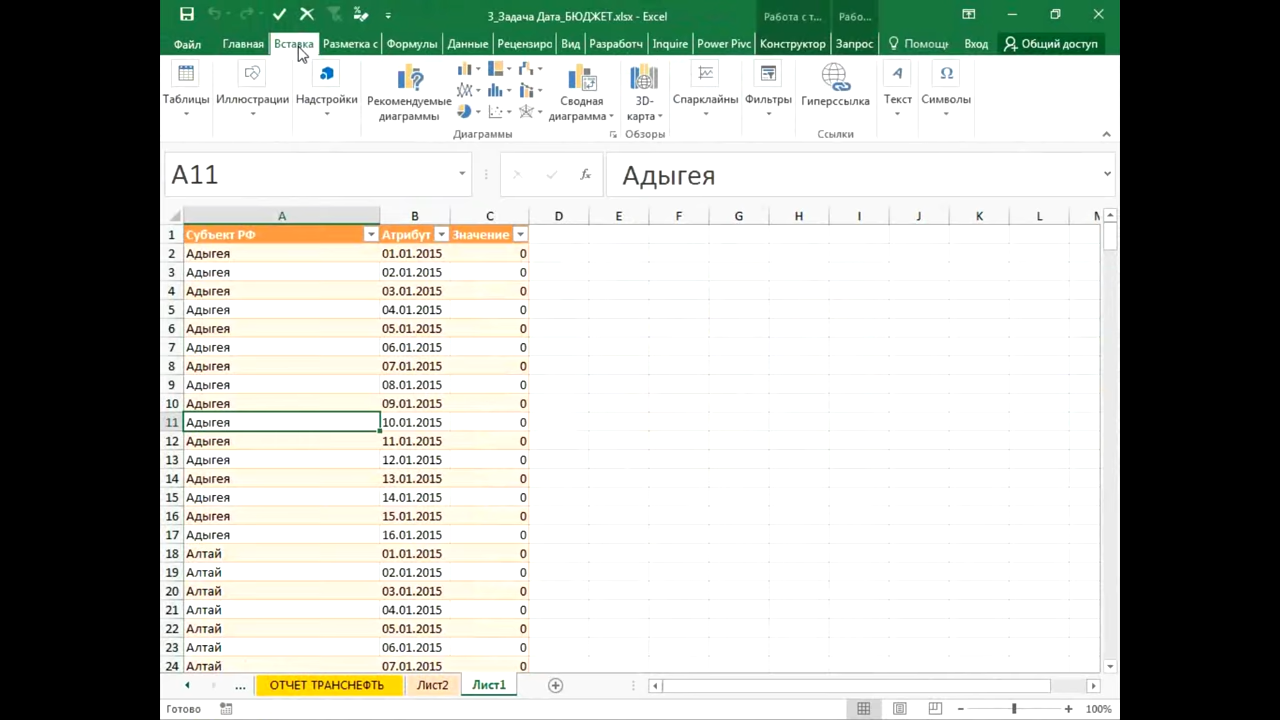 3_Задача Дата_БЮДЖЕТ.xlsx - Excel
Работа с т...
Рабо...
Файл Главная Вставка Разметка с Формулы Данные Рецензиро Вид Разработч Inquire Power Pivc Конструктор Запрос Помощь Вход Общий доступ
Таблицы
Иллюстрации
Надстройки
Рекомендуемые
диаграммы
Сводная
диаграмма
3D-
карта
Спарклайны
Фильтры
Гиперссылка
Текст
Символы
Диаграммы Обзоры Ссылки
A11 fx Адыгея
A B C D E F G H I J K L M
1 Субъект РФ Атрибут Значение
2 Адыгея 01.01.2015 0
3 Адыгея 02.01.2015 0
4 Адыгея 03.01.2015 0
5 Адыгея 04.01.2015 0
6 Адыгея 05.01.2015 0
7 Адыгея 06.01.2015 0
8 Адыгея 07.01.2015 0
9 Адыгея 08.01.2015 0
10 Адыгея 09.01.2015 0
11 Адыгея 10.01.2015 0
12 Адыгея 11.01.2015 0
13 Адыгея 12.01.2015 0
14 Адыгея 13.01.2015 0
15 Адыгея 14.01.2015 0
16 Адыгея 15.01.2015 0
17 Адыгея 16.01.2015 0
18 Алтай 01.01.2015 0
19 Алтай 02.01.2015 0
20 Алтай 03.01.2015 0
21 Алтай 04.01.2015 0
22 Алтай 05.01.2015 0
23 Алтай 06.01.2015 0
24 Алтай 07.01.2015 0
... ОТЧЕТ ТРАНСНЕФТЬ Лист2 Лист1
Готово 100%